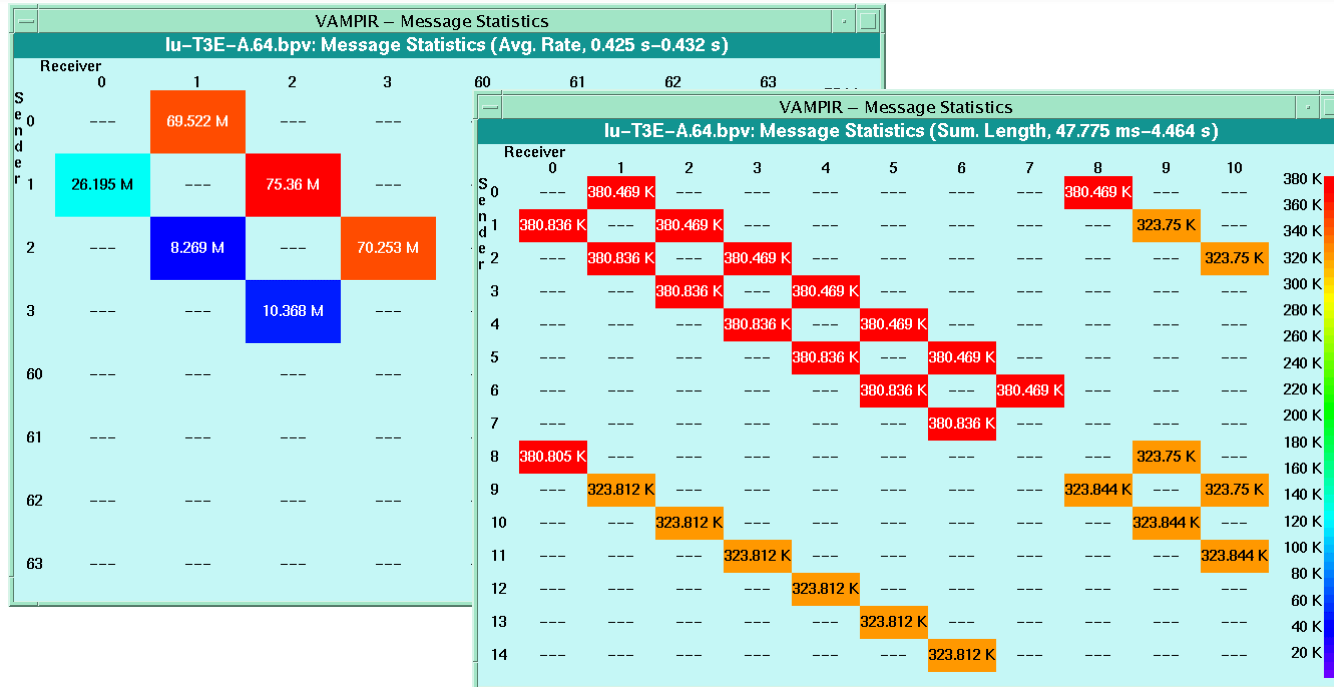 VAMPIR – Message Statistics
lu-T3E-A.64.bpv: Message Statistics (Avg. Rate, 0.425 s-0.432 s)
Receiver
0 1 2 3 60 61 62 63
Sender
0 --- 69.522 M --- ---
1 26.195 M --- 75.36 M ---
2 --- 8.269 M --- 70.253 M
3 --- --- 10.368 M ---
60 --- --- --- ---
61 --- --- --- ---
62 --- --- --- ---
63 --- --- --- ---
VAMPIR – Message Statistics
lu-T3E-A.64.bpv: Message Statistics (Sum. Length, 47.775 ms-4.464 s)
Receiver
0 1 2 3 4 5 6 7 8 9 10
Sender
0 --- 380.469 K --- --- --- --- --- --- 380.469 K --- ---
1 380.836 K --- 380.469 K --- --- --- --- --- --- 323.75 K ---
2 --- 380.836 K --- 380.469 K --- --- --- --- --- --- 323.75 K
3 --- --- 380.836 K --- 380.469 K --- --- --- --- --- ---
4 --- --- --- 380.836 K --- 380.469 K --- --- --- --- ---
5 --- --- --- --- 380.836 K --- 380.469 K --- --- --- ---
6 --- --- --- --- --- 380.836 K --- 380.469 K --- --- ---
7 --- --- --- --- --- --- 380.836 K --- --- --- ---
8 380.805 K --- --- --- --- --- --- --- --- 323.75 K ---
9 --- 323.812 K --- --- --- --- --- --- 323.844 K --- 323.75 K
10 --- --- 323.812 K --- --- --- --- --- --- 323.844 K ---
11 --- --- --- 323.812 K --- --- --- --- --- --- 323.844 K
12 --- --- --- --- 323.812 K --- --- --- --- --- ---
13 --- --- --- --- --- 323.812 K --- --- --- --- ---
14 --- --- --- --- --- --- 323.812 K --- --- --- ---
380 K
360 K
340 K
320 K
300 K
280 K
260 K
240 K
220 K
200 K
180 K
160 K
140 K
120 K
100 K
80 K
60 K
40 K
20 K